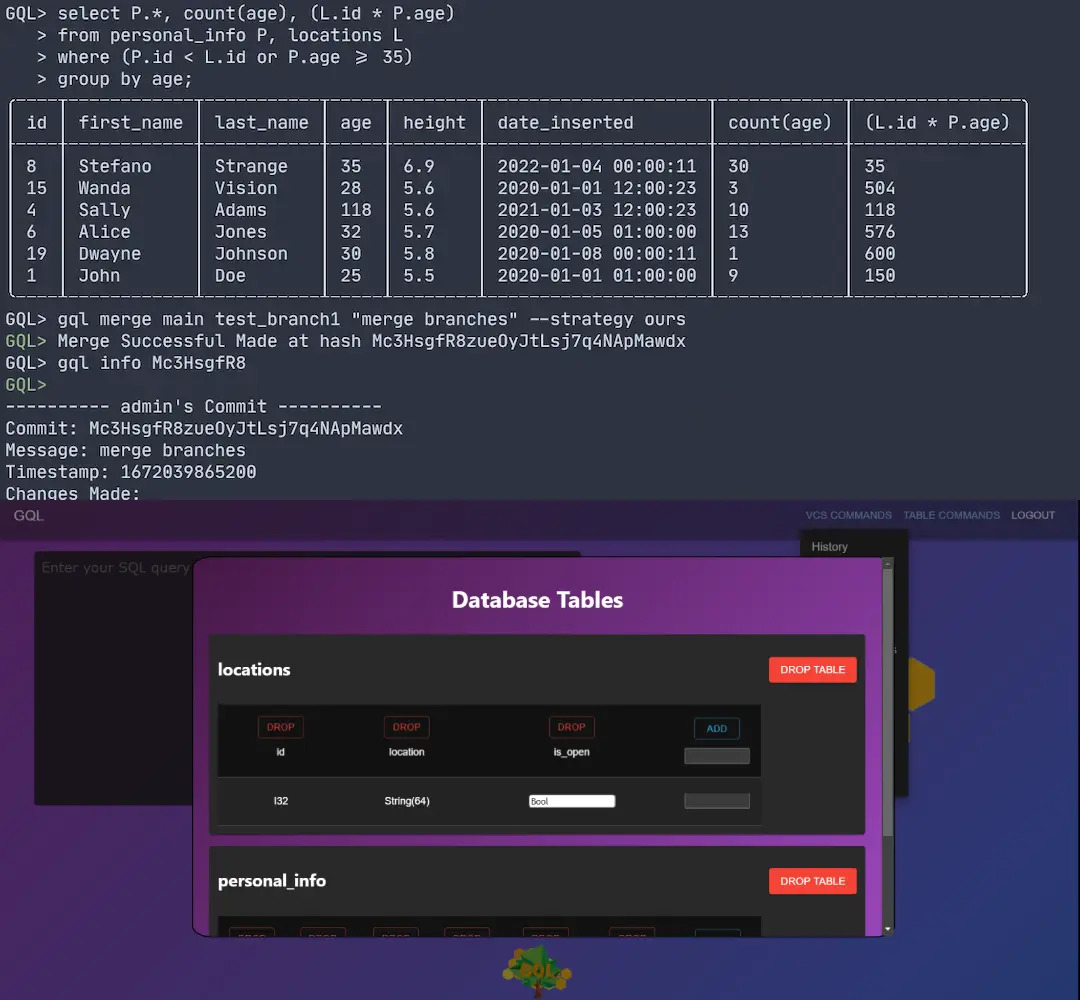 GQL> select P.*, count(age), (L.id * P.age)
> from personal_info P, locations L
> where (P.id < L.id or P.age ⩾ 35)
> group by age;
id first_name last_name age height date_inserted count(age) (L.id * P.age)
8 Stefano Strange 35 6.9 2022-01-04 00:00:11 30 35
15 Wanda Vision 28 5.6 2020-01-01 12:00:23 3 504
4 Sally Adams 118 5.6 2021-01-03 12:00:23 10 118
6 Alice Jones 32 5.7 2020-01-05 01:00:00 13 576
19 Dwayne Johnson 30 5.8 2020-01-08 00:00:11 1 600
1 John Doe 25 5.5 2020-01-01 01:00:00 9 150
GQL> gql merge main test_branch1 "merge branches" --strategy ours
GQL> Merge Successful Made at hash Mc3HsgfR8zueOyJtLsj7q4NApMawdx
GQL> gql info Mc3HsgfR8
GQL>
---------- admin's Commit ----------
Commit: Mc3HsgfR8zueOyJtLsj7q4NApMawdx
Message: merge branches
Timestamp: 1672039865200
Changes Made:
GQL VCS COMMANDS TABLE COMMANDS LOGOUT
History
Enter your SQL query
Database Tables
locations DROP TABLE
DROP DROP DROP ADD
id location is_open
I32 String(64) Bool
personal_info DROP TABLE
DROP DROP DROP DROP DROP DROP
GQL